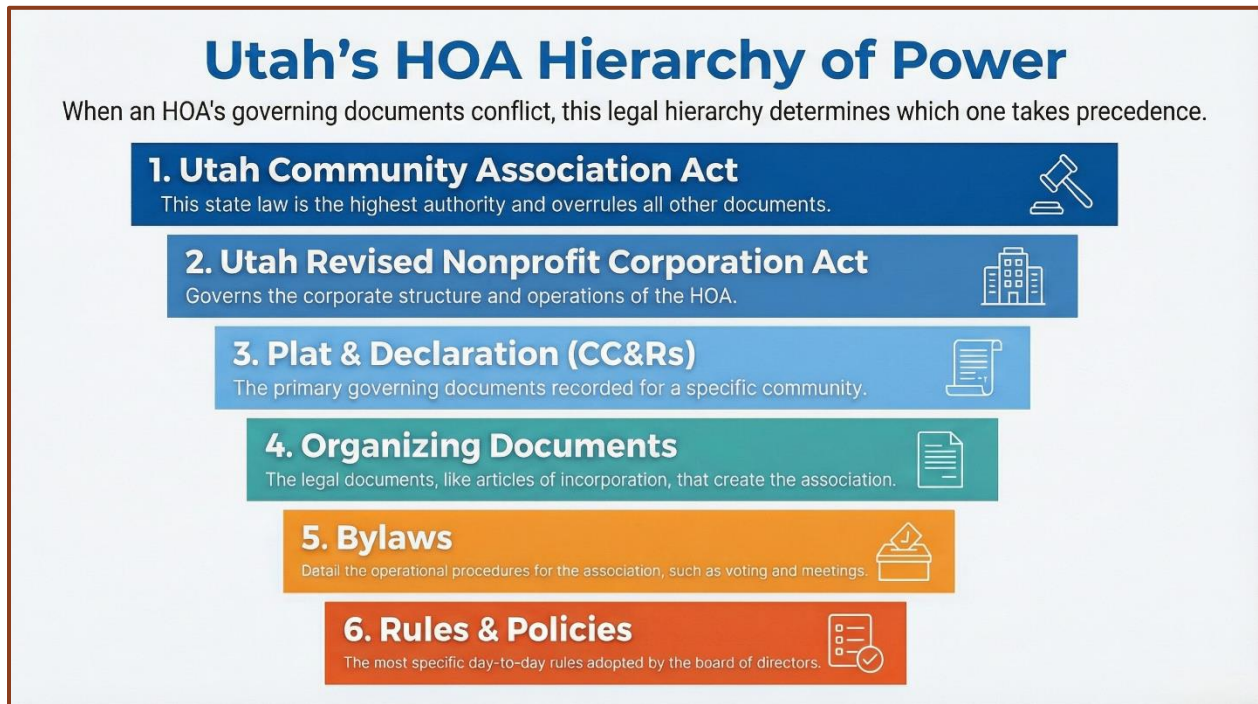 Utah's HOA Hierarchy of Power
When an HOA's governing documents conflict, this legal hierarchy determines which one takes precedence.
1. Utah Community Association Act
This state law is the highest authority and overrules all other documents.
2. Utah Revised Nonprofit Corporation Act
Governs the corporate structure and operations of the HOA.
3. Plat & Declaration (CC&Rs)
The primary governing documents recorded for a specific community.
4. Organizing Documents
The legal documents, like articles of incorporation, that create the association.
5. Bylaws
Detail the operational procedures for the association, such as voting and meetings.
6. Rules & Policies
The most specific day-to-day rules adopted by the board of directors.